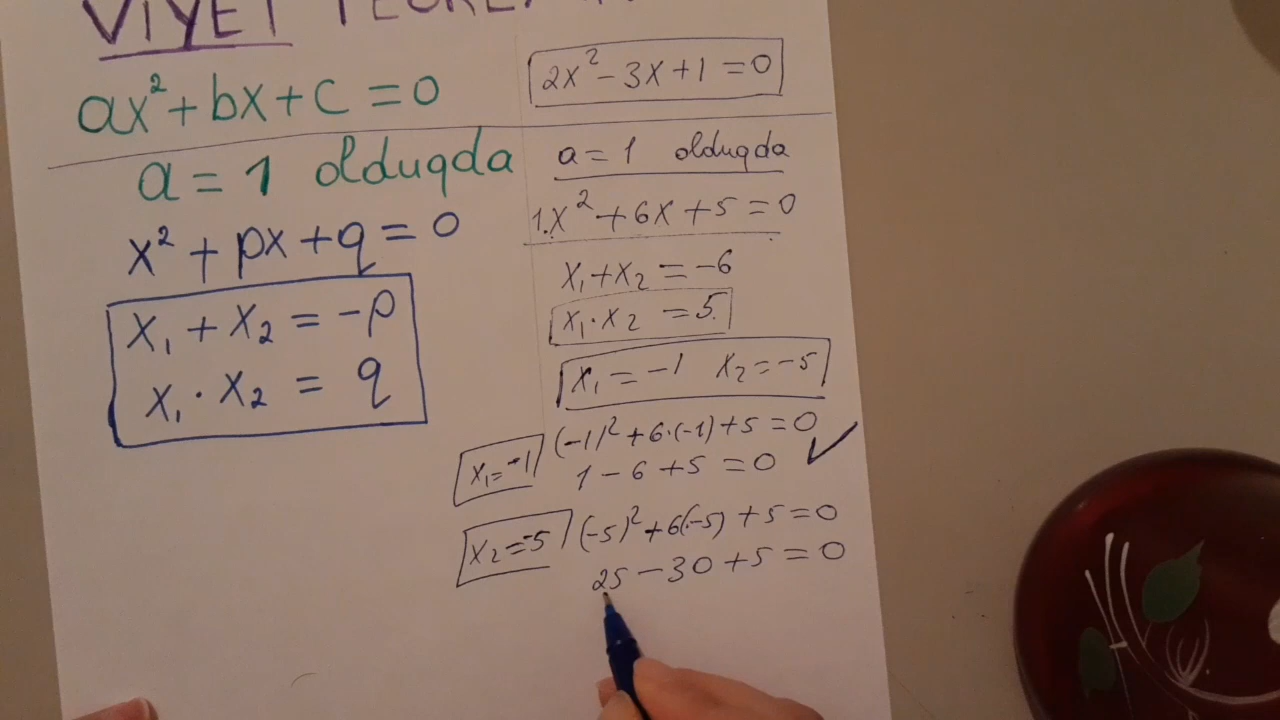 VİYET
ax² + bx + c = 0
a = 1 olduqda
x² + px + q = 0
x₁ + x₂ = -p
x₁ · x₂ = q
2x² - 3x + 1 = 0
a = 1 olduqda
1.x² + 6x + 5 = 0
x₁ + x₂ = -6
x₁ · x₂ = 5
x₁ = -1 x₂ = -5
x₁ = -1 (-1)² + 6·(-1) + 5 = 0
1 - 6 + 5 = 0
x₂ = -5 (-5)² + 6(-5) + 5 = 0
25 - 30 + 5 = 0